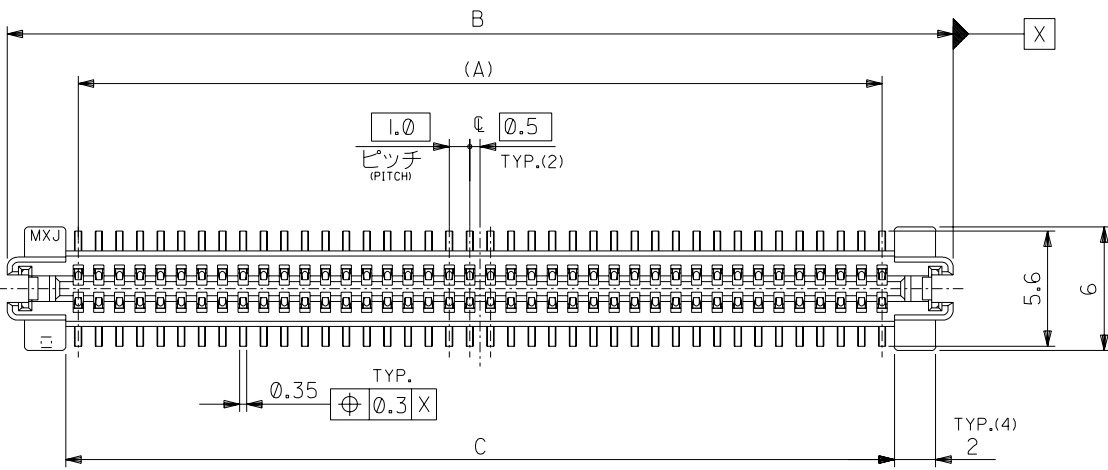 B
X
(A)
1.0
℄
0.5
ピッチ
(PITCH)
TYP.(2)
MXJ
5.6
6
0.35
TYP.
⌖ 0.3 X
C
TYP.(4)
2